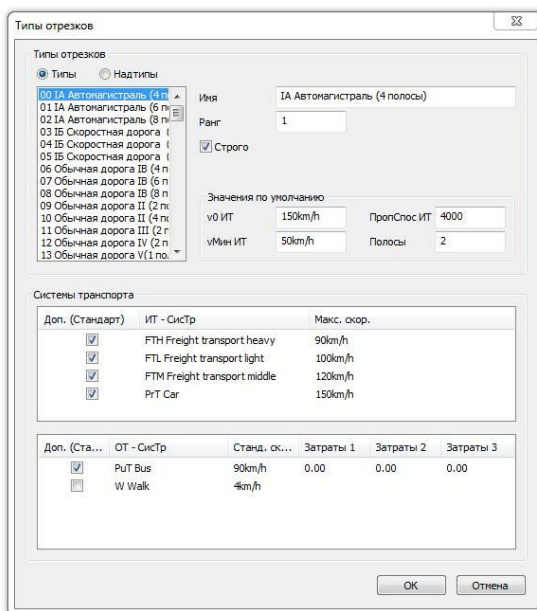 Типы отрезков
Типы отрезков
Типы Надтипы
00 IA Автомагистраль (4 п
01 IA Автомагистраль (6 п
02 IA Автомагистраль (8 п
03 IБ Скоростная дорога (
04 IБ Скоростная дорога (
05 IБ Скоростная дорога (
06 Обычная дорога IВ (4 п
07 Обычная дорога IВ (6 п
08 Обычная дорога IВ (8 п
09 Обычная дорога II (2 по
10 Обычная дорога II (4 по
11 Обычная дорога III (2 п
12 Обычная дорога IV (2 п
13 Обычная дорога V(1 по.
Имя IA Автомагистраль (4 полосы)
Ранг 1
Строго
Значения по умолчанию
v0 ИТ 150km/h ПропСпос ИТ 4000
vМин ИТ 50km/h Полосы 2
Системы транспорта
Доп. (Стандарт) ИТ - СисТр Макс. скор.
FTH Freight transport heavy 90km/h
FTL Freight transport light 100km/h
FTM Freight transport middle 120km/h
PrT Car 150km/h
Доп. (Ста... ОТ - СисТр Станд. ск... Затраты 1 Затраты 2 Затраты 3
PuT Bus 90km/h 0.00 0.00 0.00
W Walk 4km/h
OK Отмена